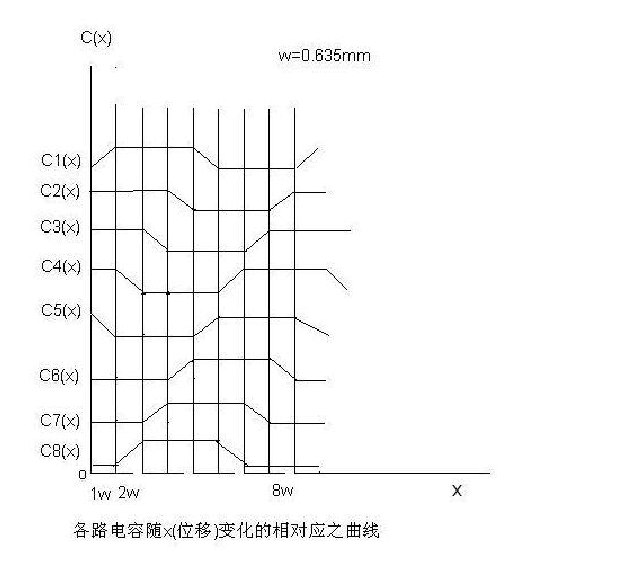 C(x)
w=0.635mm
C1(x)
C2(x)
C3(x)
C4(x)
C5(x)
C6(x)
C7(x)
C8(x)
0
1w 2w 8w X
各路电容随x(位移)变化的相对应之曲线